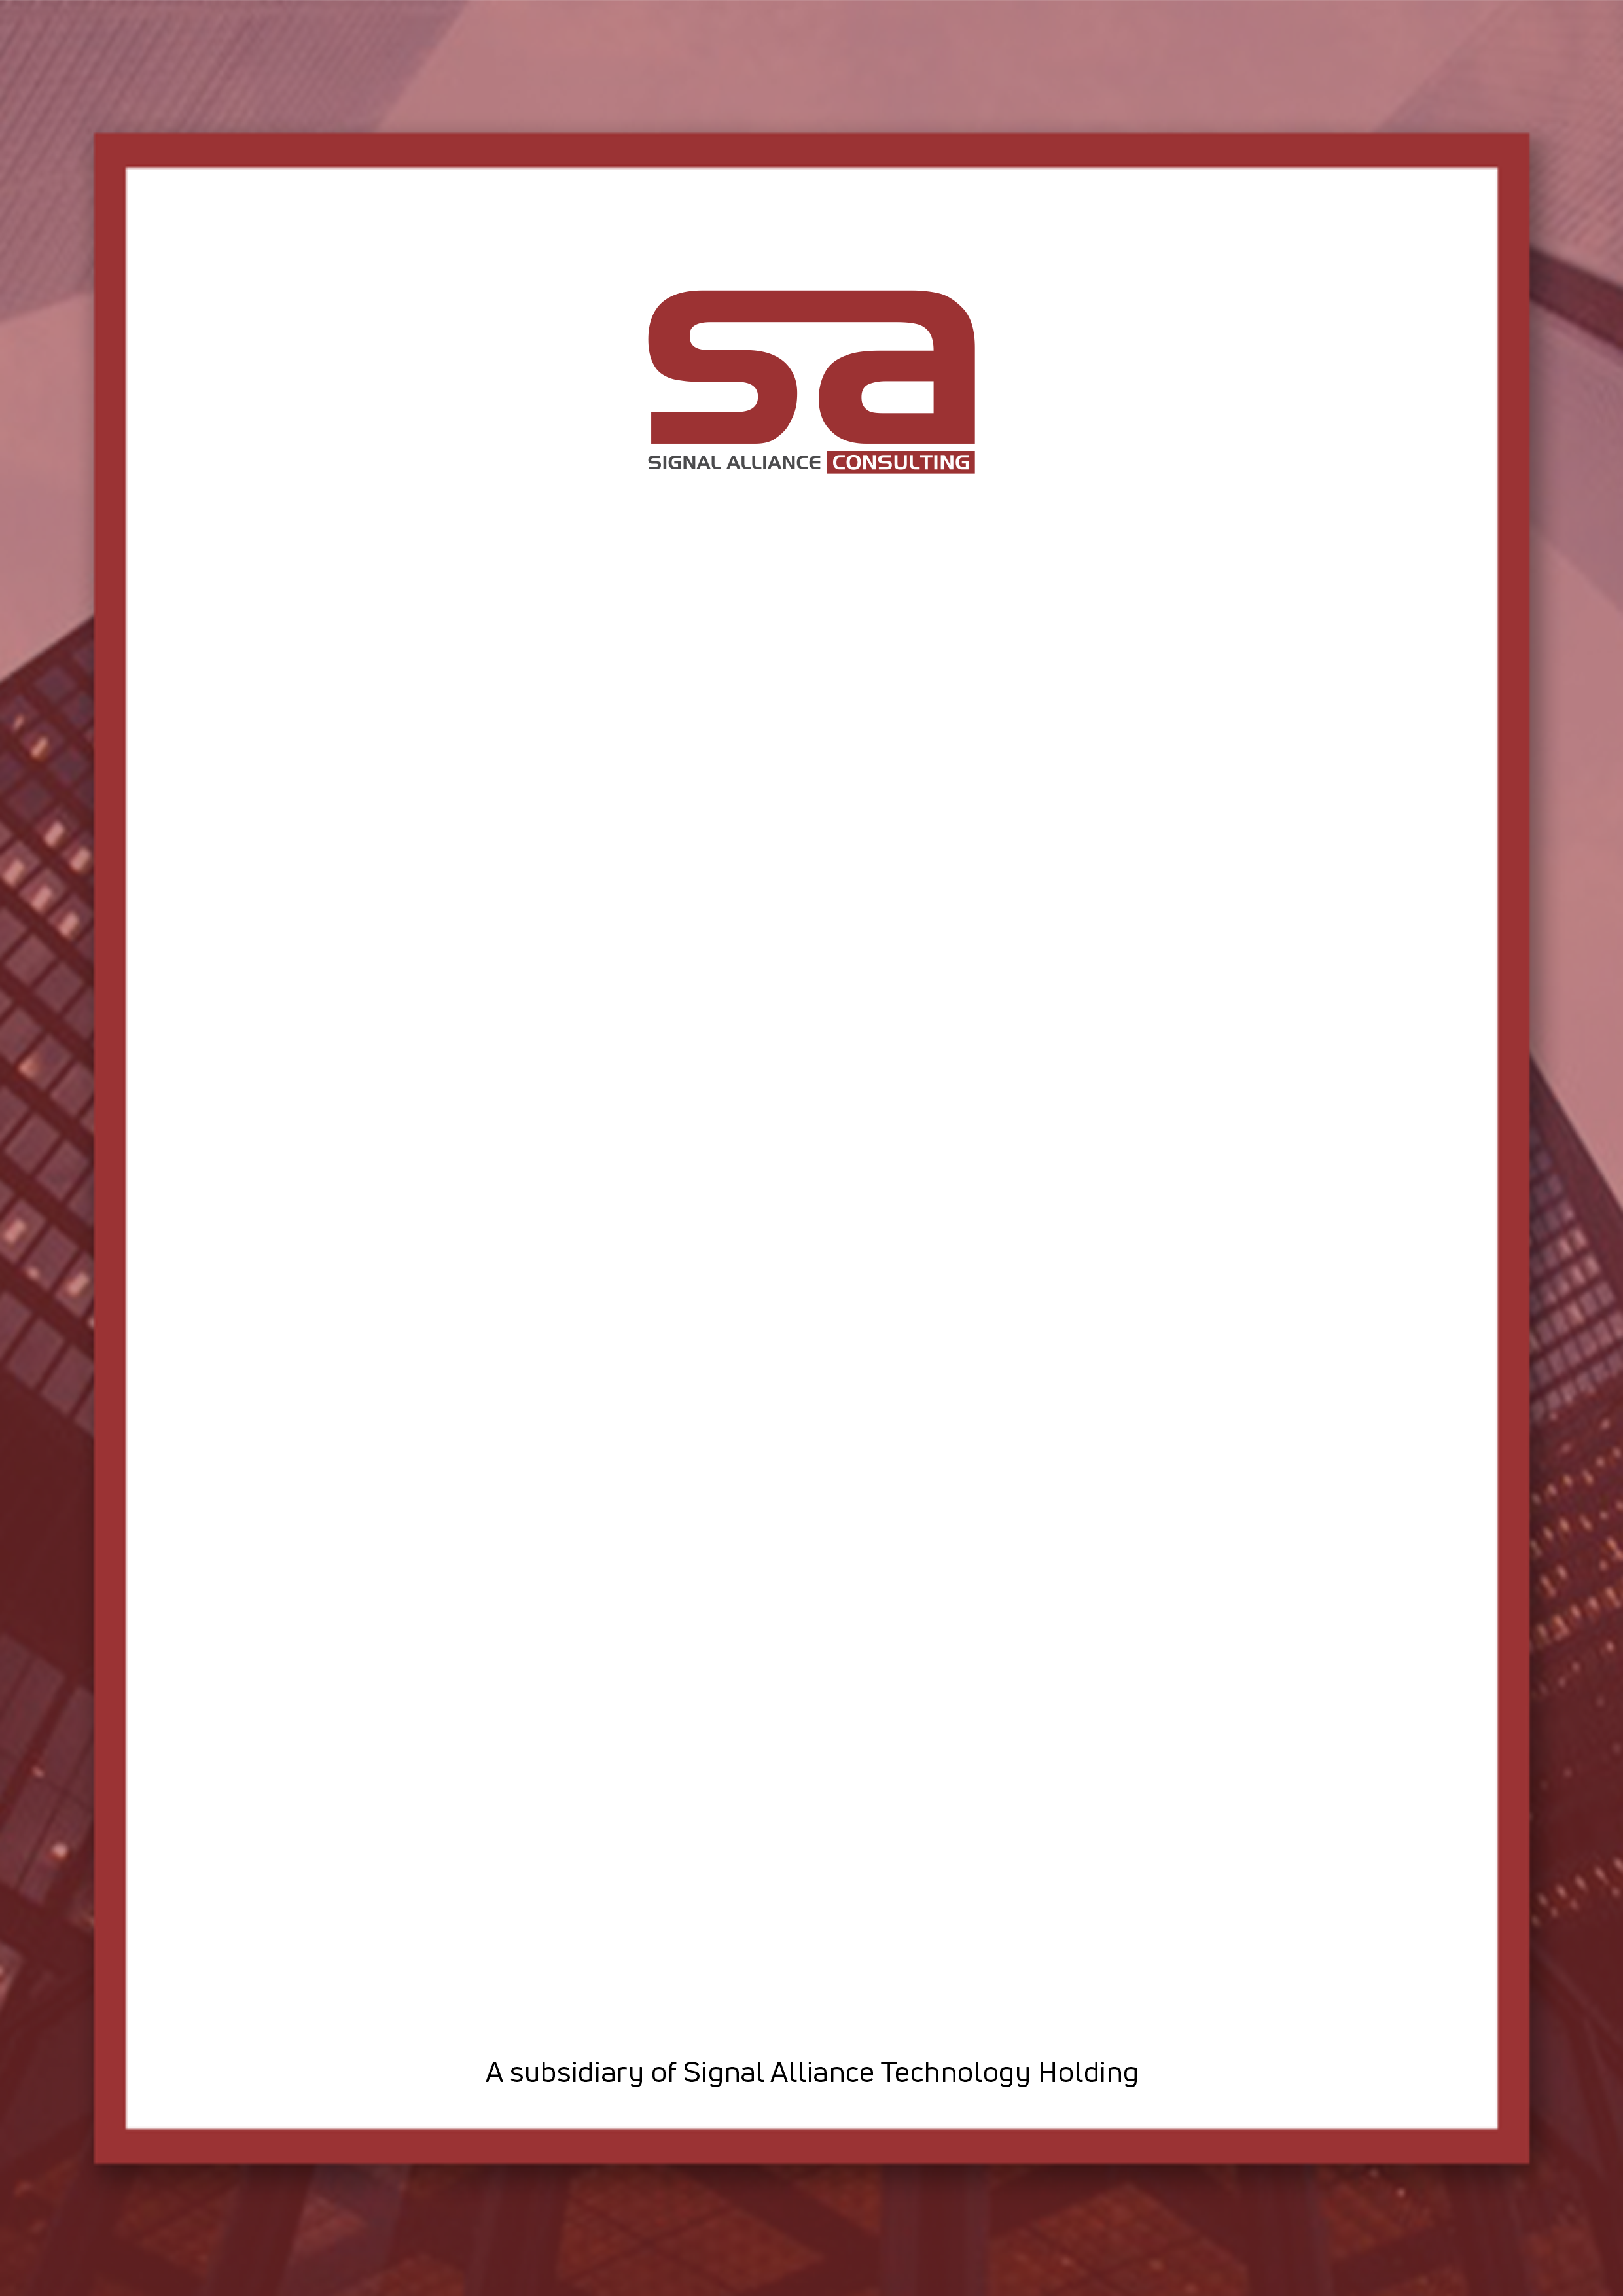 sa
SIGNAL ALLIANCE CONSULTING
A subsidiary of Signal Alliance Technology Holding